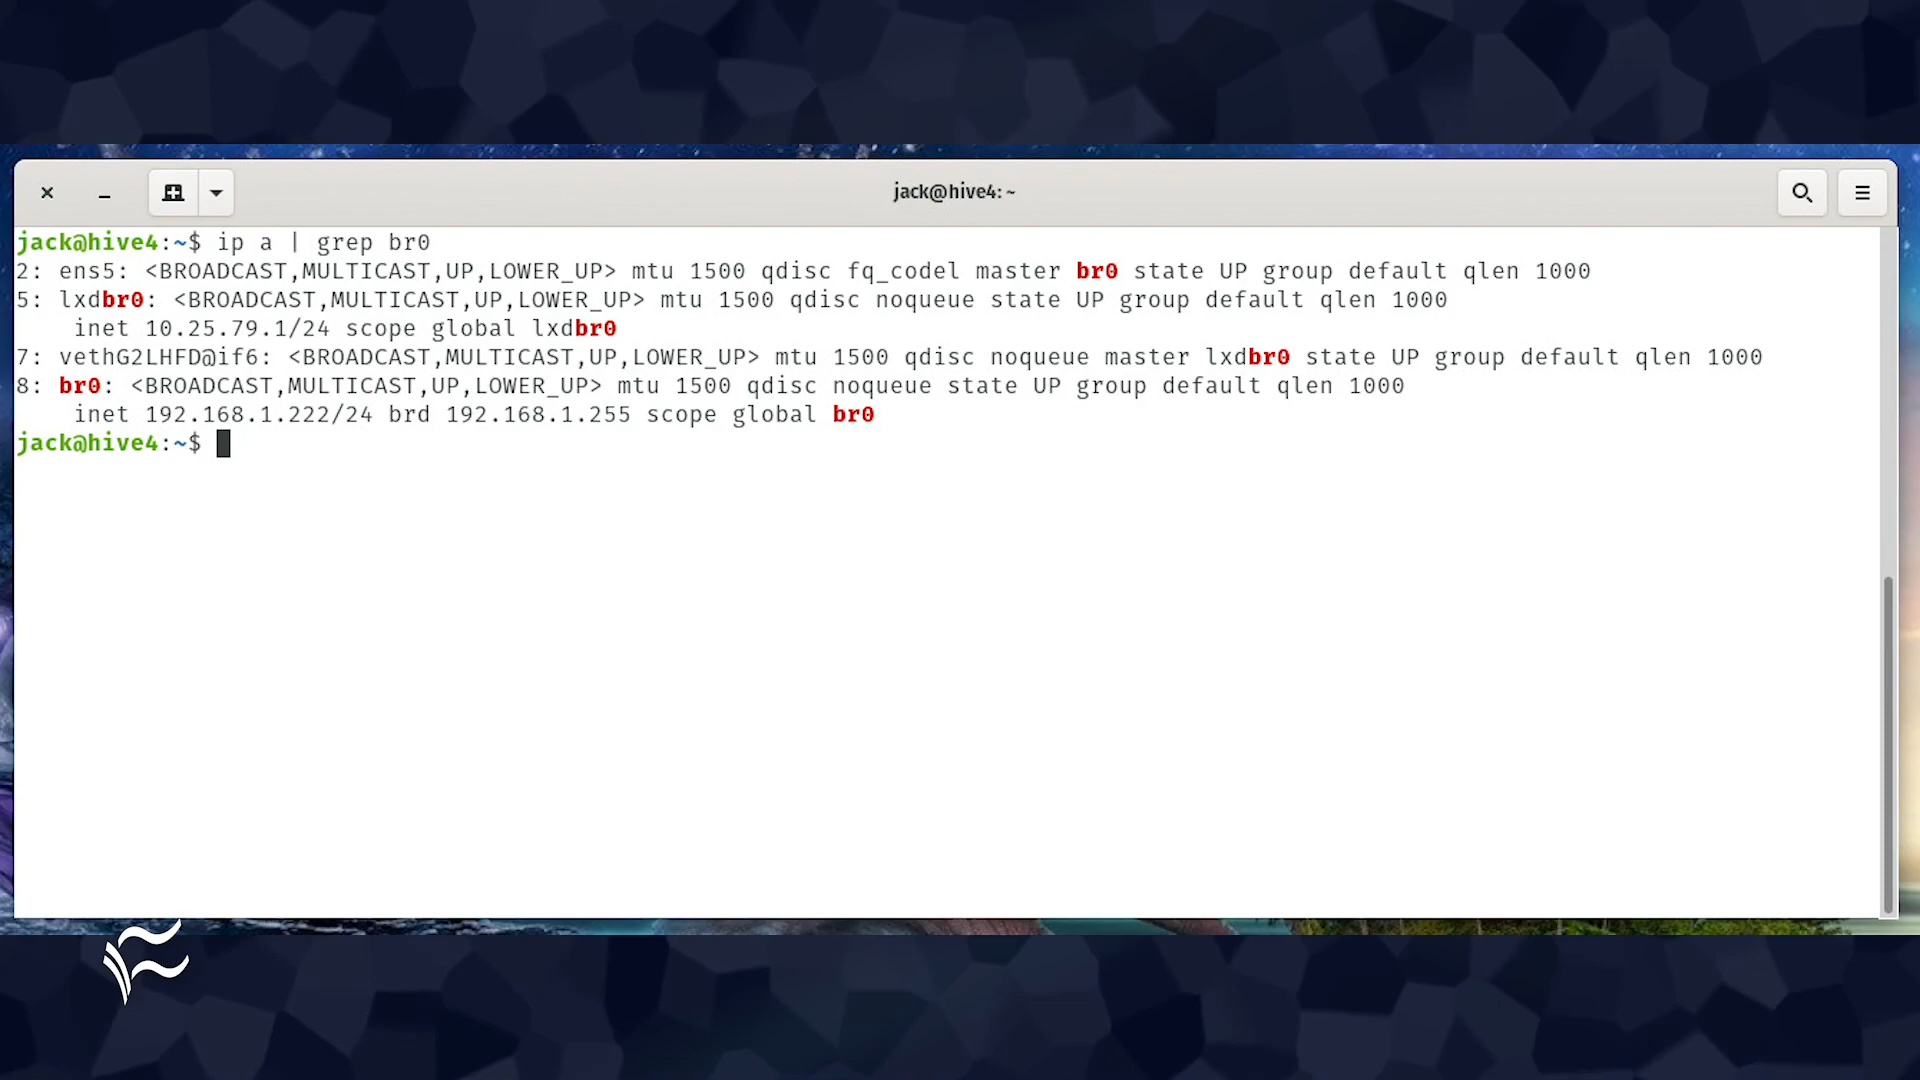 jack@hive4: ~
jack@hive4:~$ ip a | grep br0
2: ens5: <BROADCAST,MULTICAST,UP,LOWER_UP> mtu 1500 qdisc fq_codel master br0 state UP group default qlen 1000
5: lxdbr0: <BROADCAST,MULTICAST,UP,LOWER_UP> mtu 1500 qdisc noqueue state UP group default qlen 1000
    inet 10.25.79.1/24 scope global lxdbr0
7: vethG2LHFD@if6: <BROADCAST,MULTICAST,UP,LOWER_UP> mtu 1500 qdisc noqueue master lxdbr0 state UP group default qlen 1000
8: br0: <BROADCAST,MULTICAST,UP,LOWER_UP> mtu 1500 qdisc noqueue state UP group default qlen 1000
    inet 192.168.1.222/24 brd 192.168.1.255 scope global br0
jack@hive4:~$